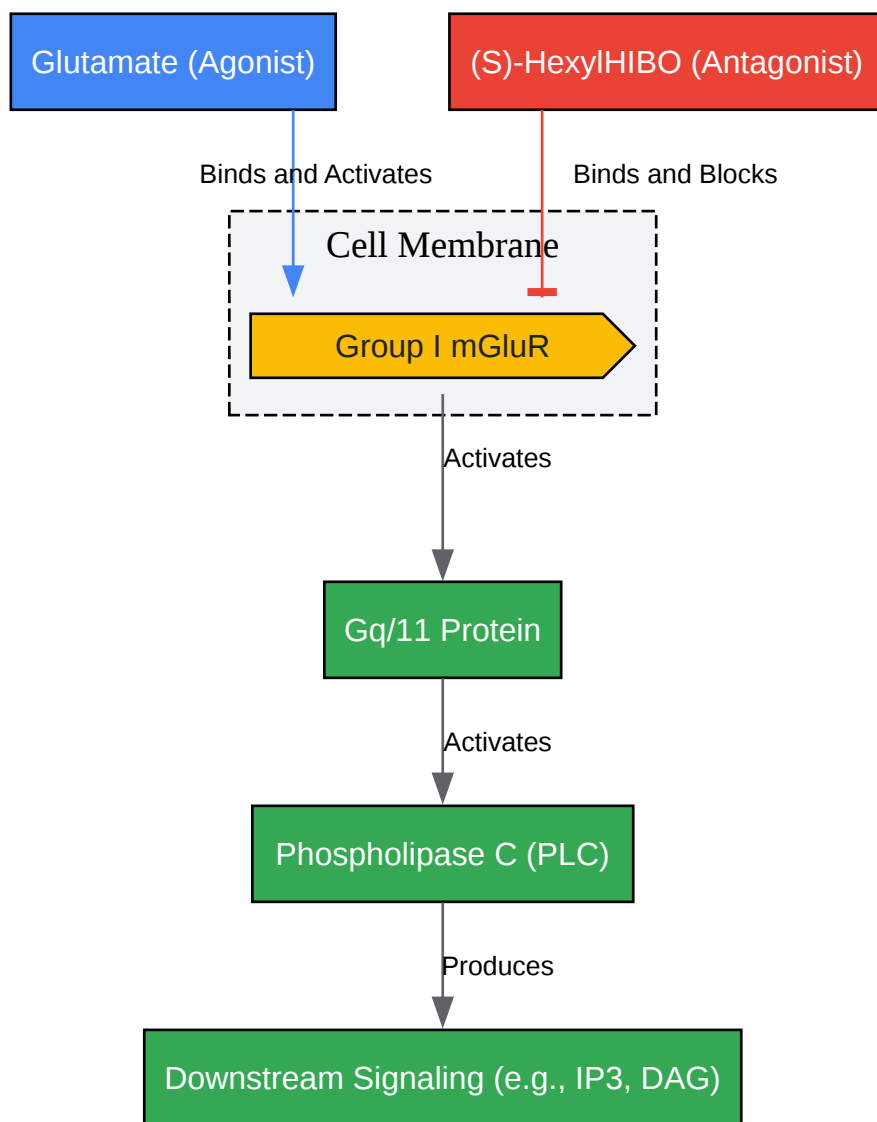 Glutamate (Agonist)
(S)-HexylHIBO (Antagonist)
Binds and Activates
Binds and Blocks
Cell Membrane
Group I mGluR
Activates
Gq/11 Protein
Activates
Phospholipase C (PLC)
Produces
Downstream Signaling (e.g., IP3, DAG)